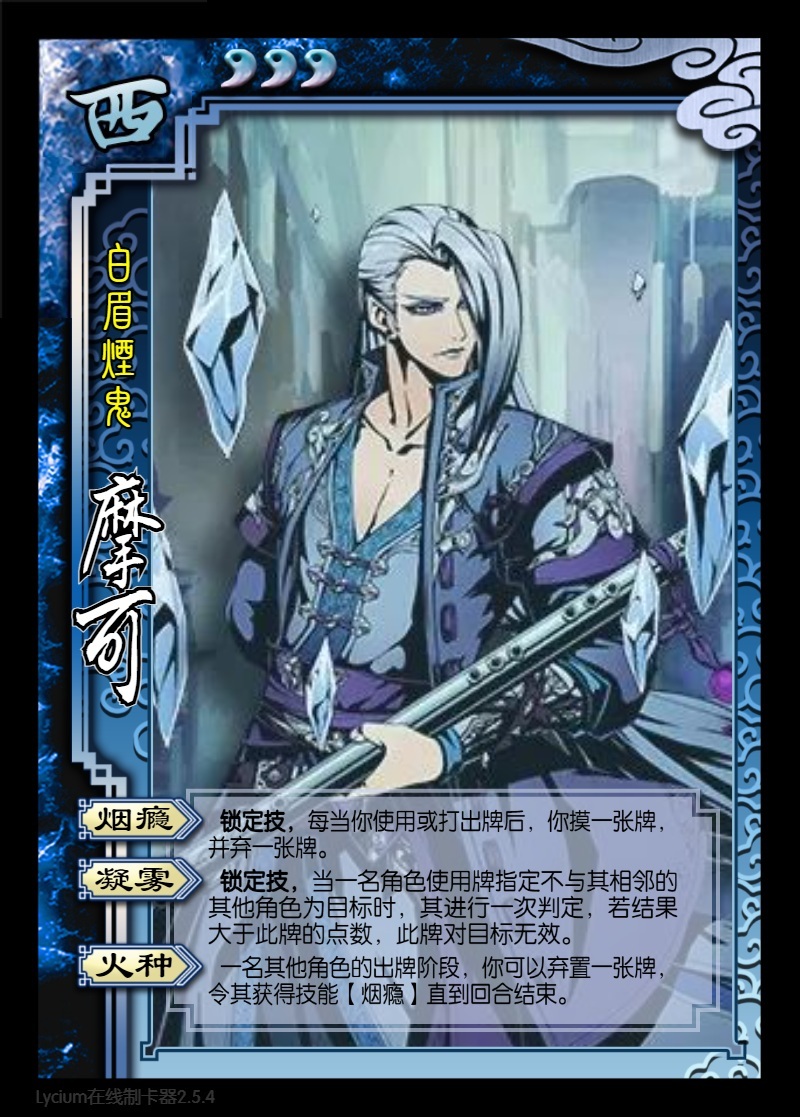 西
白眉煙鬼
摩可
烟瘾
锁定技，每当你使用或打出牌后，你摸一张牌，
并弃一张牌。
凝雾
锁定技，当一名角色使用牌指定不与其相邻的
其他角色为目标时，其进行一次判定，若结果
大于此牌的点数，此牌对目标无效。
火种
一名其他角色的出牌阶段，你可以弃置一张牌，
令其获得技能【烟瘾】直到回合结束。
Lycium在线制卡器2.5.4